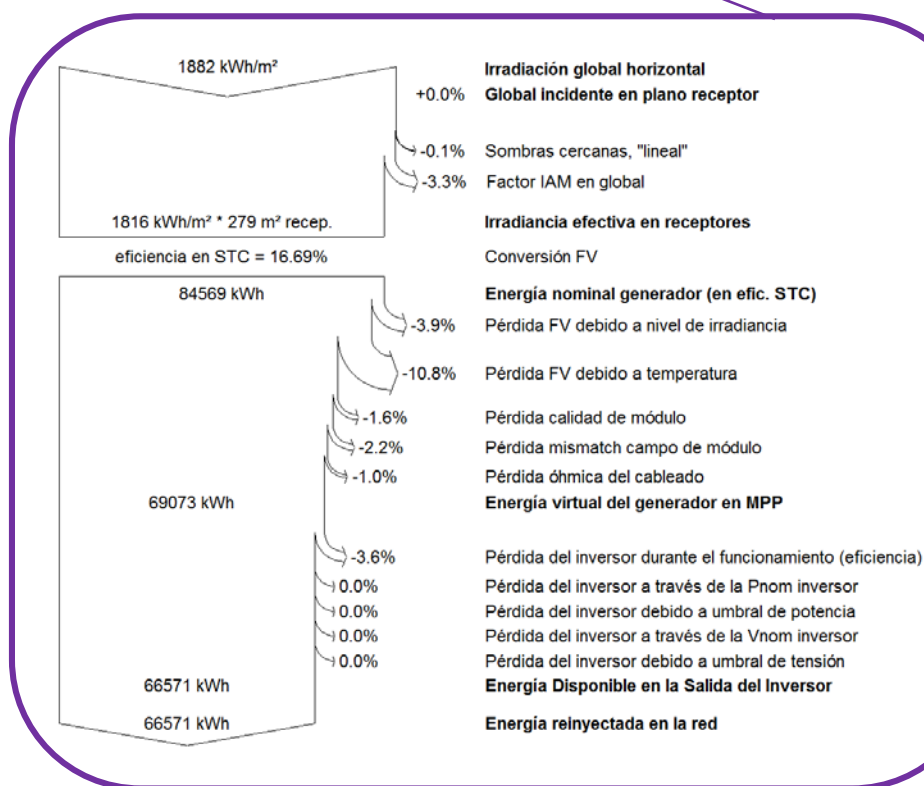 1882 kWh/m² Irradiación global horizontal
+0.0% Global incidente en plano receptor
-0.1% Sombras cercanas, "lineal"
-3.3% Factor IAM en global
1816 kWh/m² * 279 m² recep. Irradiancia efectiva en receptores
eficiencia en STC = 16.69% Conversión FV
84569 kWh Energía nominal generador (en efic. STC)
-3.9% Pérdida FV debido a nivel de irradiancia
-10.8% Pérdida FV debido a temperatura
-1.6% Pérdida calidad de módulo
-2.2% Pérdida mismatch campo de módulo
-1.0% Pérdida óhmica del cableado
69073 kWh Energía virtual del generador en MPP
-3.6% Pérdida del inversor durante el funcionamiento (eficiencia)
0.0% Pérdida del inversor a través de la Pnom inversor
0.0% Pérdida del inversor debido a umbral de potencia
0.0% Pérdida del inversor a través de la Vnom inversor
0.0% Pérdida del inversor debido a umbral de tensión
66571 kWh Energía Disponible en la Salida del Inversor
66571 kWh Energía reinyectada en la red